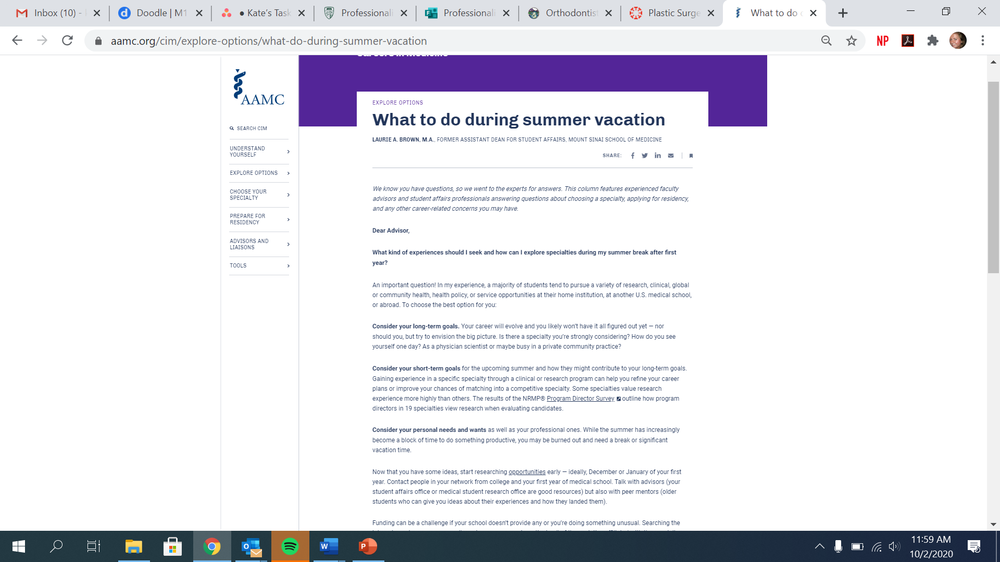 Inbox (10) -
Doodle | M1
● Kate's Task
Professionali
Professionali
Orthodontist
Plastic Surge
What to do
aamc.org/cim/explore-options/what-do-during-summer-vacation
NP
Careers in Medicine
AAMC
SEARCH CIM
UNDERSTAND
YOURSELF
EXPLORE OPTIONS
CHOOSE YOUR
SPECIALTY
PREPARE FOR
RESIDENCY
ADVISORS AND
LIAISONS
TOOLS
EXPLORE OPTIONS
What to do during summer vacation
LAURIE A. BROWN, M.A., FORMER ASSISTANT DEAN FOR STUDENT AFFAIRS, MOUNT SINAI SCHOOL OF MEDICINE
SHARE:
We know you have questions, so we went to the experts for answers. This column features experienced faculty
advisors and student affairs professionals answering questions about choosing a specialty, applying for residency,
and any other career-related concerns you may have.
Dear Advisor,
What kind of experiences should I seek and how can I explore specialties during my summer break after first
year?
An important question! In my experience, a majority of students tend to pursue a variety of research, clinical, global
or community health, health policy, or service opportunities at their home institution, at another U.S. medical school,
or abroad. To choose the best option for you:
Consider your long-term goals. Your career will evolve and you likely won't have it all figured out yet — nor
should you, but try to envision the big picture. Is there a specialty you're strongly considering? How do you see
yourself one day? As a physician scientist or maybe busy in a private community practice?
Consider your short-term goals for the upcoming summer and how they might contribute to your long-term goals.
Gaining experience in a specific specialty through a clinical or research program can help you refine your career
plans or improve your chances of matching into a competitive specialty. Some specialties value research
experience more highly than others. The results of the NRMP® Program Director Survey outline how program
directors in 19 specialties view research when evaluating candidates.
Consider your personal needs and wants as well as your professional ones. While the summer has increasingly
become a block of time to do something productive, you may be burned out and need a break or significant
vacation time.
Now that you have some ideas, start researching opportunities early — ideally, December or January of your first
year. Contact people in your network from college and your first year of medical school. Talk with advisors (your
student affairs office or medical student research office are good resources) but also with peer mentors (older
students who can give you ideas about their experiences and how they landed them).
Funding can be a challenge if your school doesn't provide any or you're doing something unusual. Searching the
11:59 AM
10/2/2020